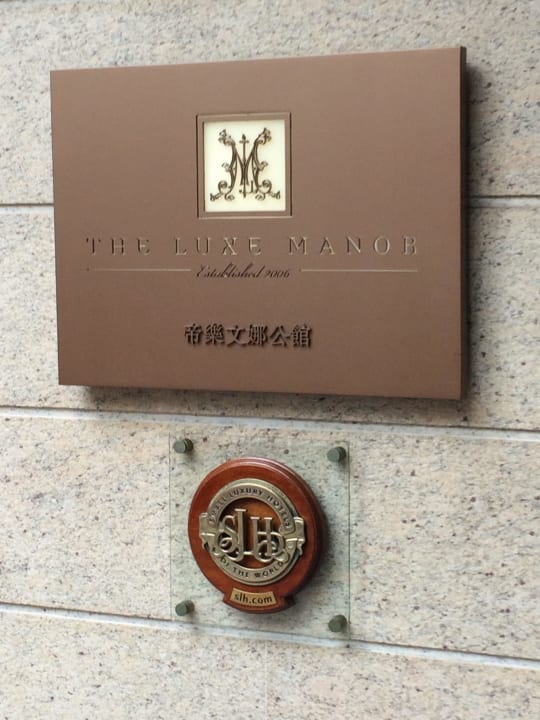 THE LUXE MANOR
Established 2006
帝樂文娜公館
SMALL LUXURY HOTELS
SLH
OF THE WORLD
slh.com